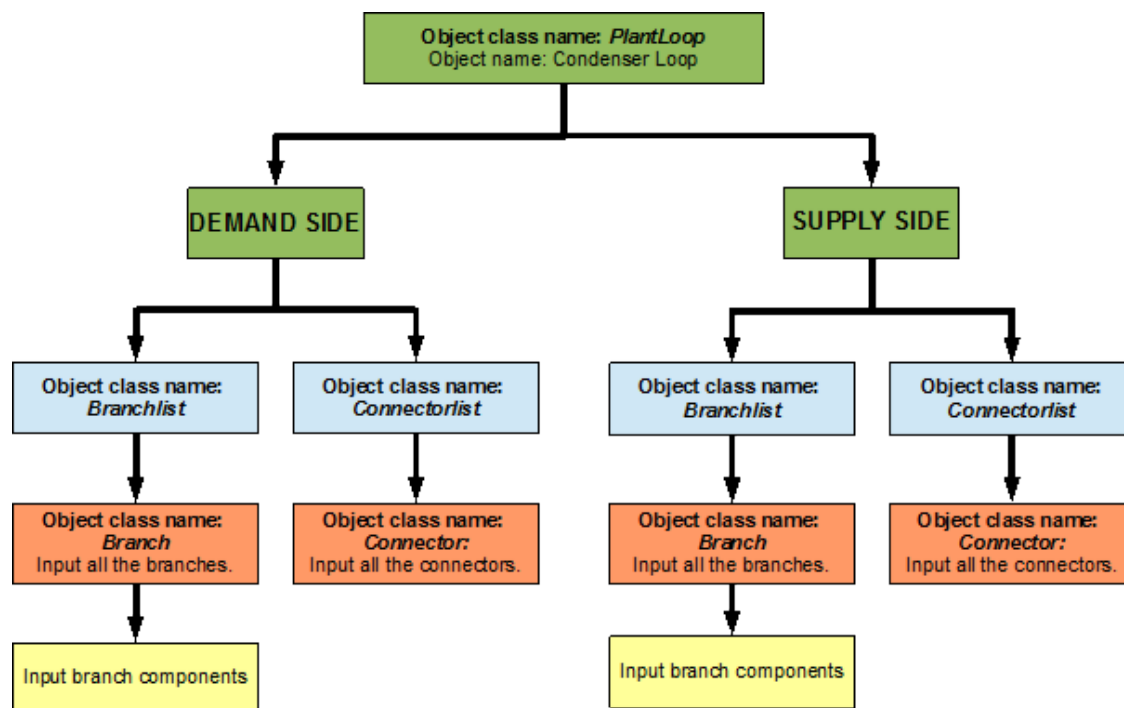 Object class name: PlantLoop
Object name: Condenser Loop
DEMAND SIDE
SUPPLY SIDE
Object class name:
Branchlist
Object class name:
Connectorlist
Object class name:
Branchlist
Object class name:
Connectorlist
Object class name:
Branch
Input all the branches.
Object class name:
Connector:
Input all the connectors.
Object class name:
Branch
Input all the branches.
Object class name:
Connector:
Input all the connectors.
Input branch components
Input branch components